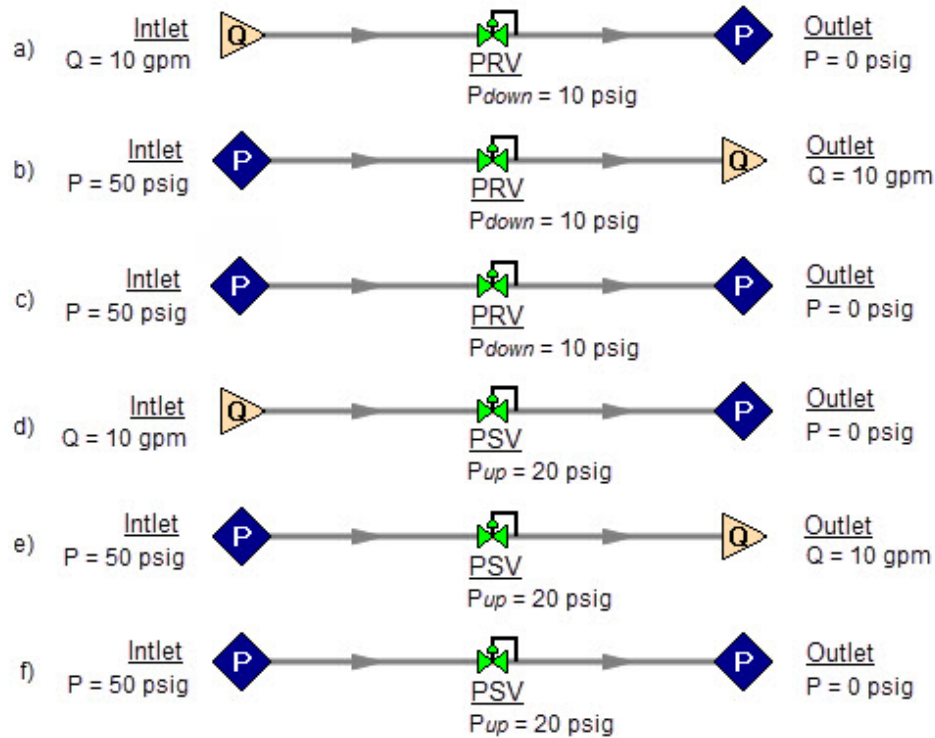 a)
Intlet
Q = 10 gpm
Q
PRV
Pdown = 10 psig
P
Outlet
P = 0 psig
b)
Intlet
P = 50 psig
P
PRV
Pdown = 10 psig
Q
Outlet
Q = 10 gpm
c)
Intlet
P = 50 psig
P
PRV
Pdown = 10 psig
P
Outlet
P = 0 psig
d)
Intlet
Q = 10 gpm
Q
PSV
Pup = 20 psig
P
Outlet
P = 0 psig
e)
Intlet
P = 50 psig
P
PSV
Pup = 20 psig
Q
Outlet
Q = 10 gpm
f)
Intlet
P = 50 psig
P
PSV
Pup = 20 psig
P
Outlet
P = 0 psig